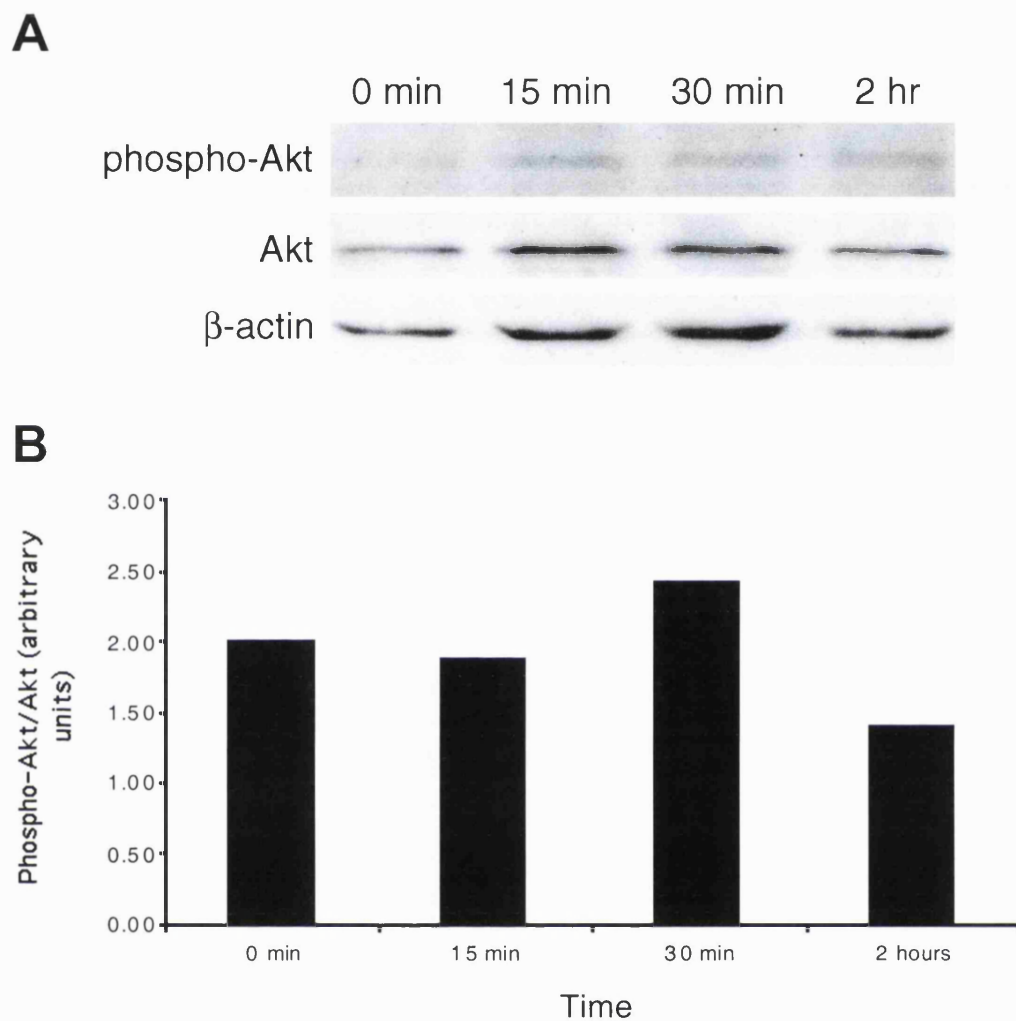 A
0 min 15 min 30 min 2 hr
phospho-Akt
Akt
β-actin
B
Phospho-Akt/Akt (arbitrary
units)
3.00
2.50
2.00
1.50
1.00
0.50
0.00
0 min 15 min 30 min 2 hours
Time